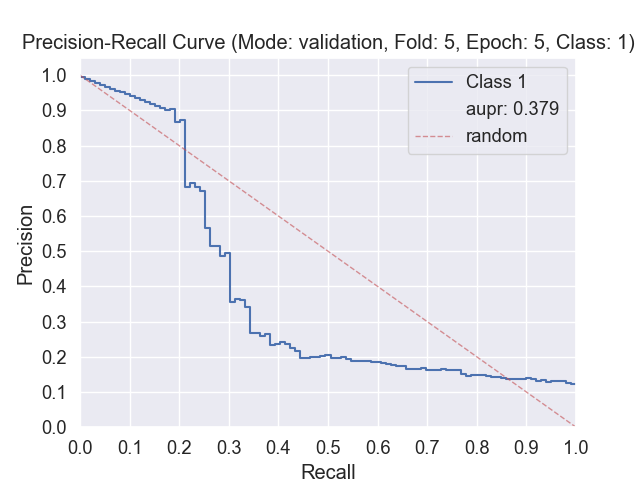 Precision-Recall Curve (Mode: validation, Fold: 5, Epoch: 5, Class: 1)
1.0
0.9
0.8
0.7
0.6
0.5
0.4
0.3
0.2
0.1
0.0
Precision
Class 1
aupr: 0.379
random
0.0 0.1 0.2 0.3 0.4 0.5 0.6 0.7 0.8 0.9 1.0
Recall